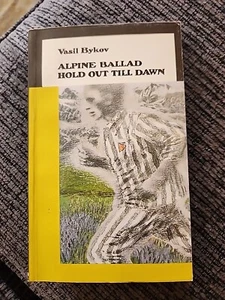 Vasil Bykov
ALPINE BALLAD
HOLD OUT TILL DAWN